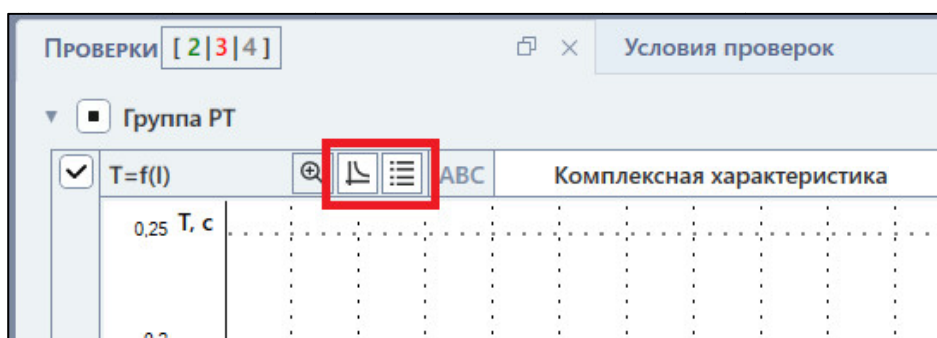 Проверки [ 2|3|4 ] Условия проверок
Группа РТ
T=f(I) ABC Комплексная характеристика
0,25 T, с